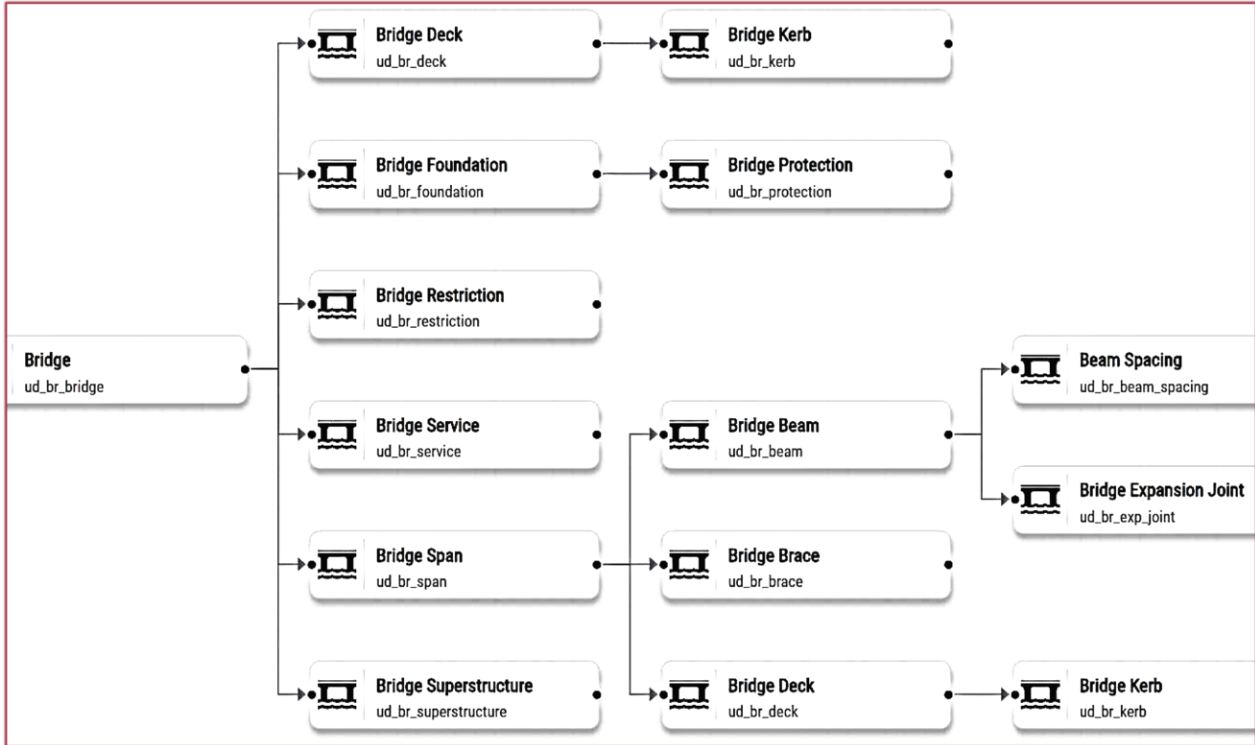 Bridge Deck
ud_br_deck
Bridge Kerb
ud_br_kerb
Bridge Foundation
ud_br_foundation
Bridge Protection
ud_br_protection
Bridge Restriction
ud_br_restriction
Bridge
ud_br_bridge
Beam Spacing
ud_br_beam_spacing
Bridge Service
ud_br_service
Bridge Beam
ud_br_beam
Bridge Expansion Joint
ud_br_exp_joint
Bridge Span
ud_br_span
Bridge Brace
ud_br_brace
Bridge Superstructure
ud_br_superstructure
Bridge Deck
ud_br_deck
Bridge Kerb
ud_br_kerb